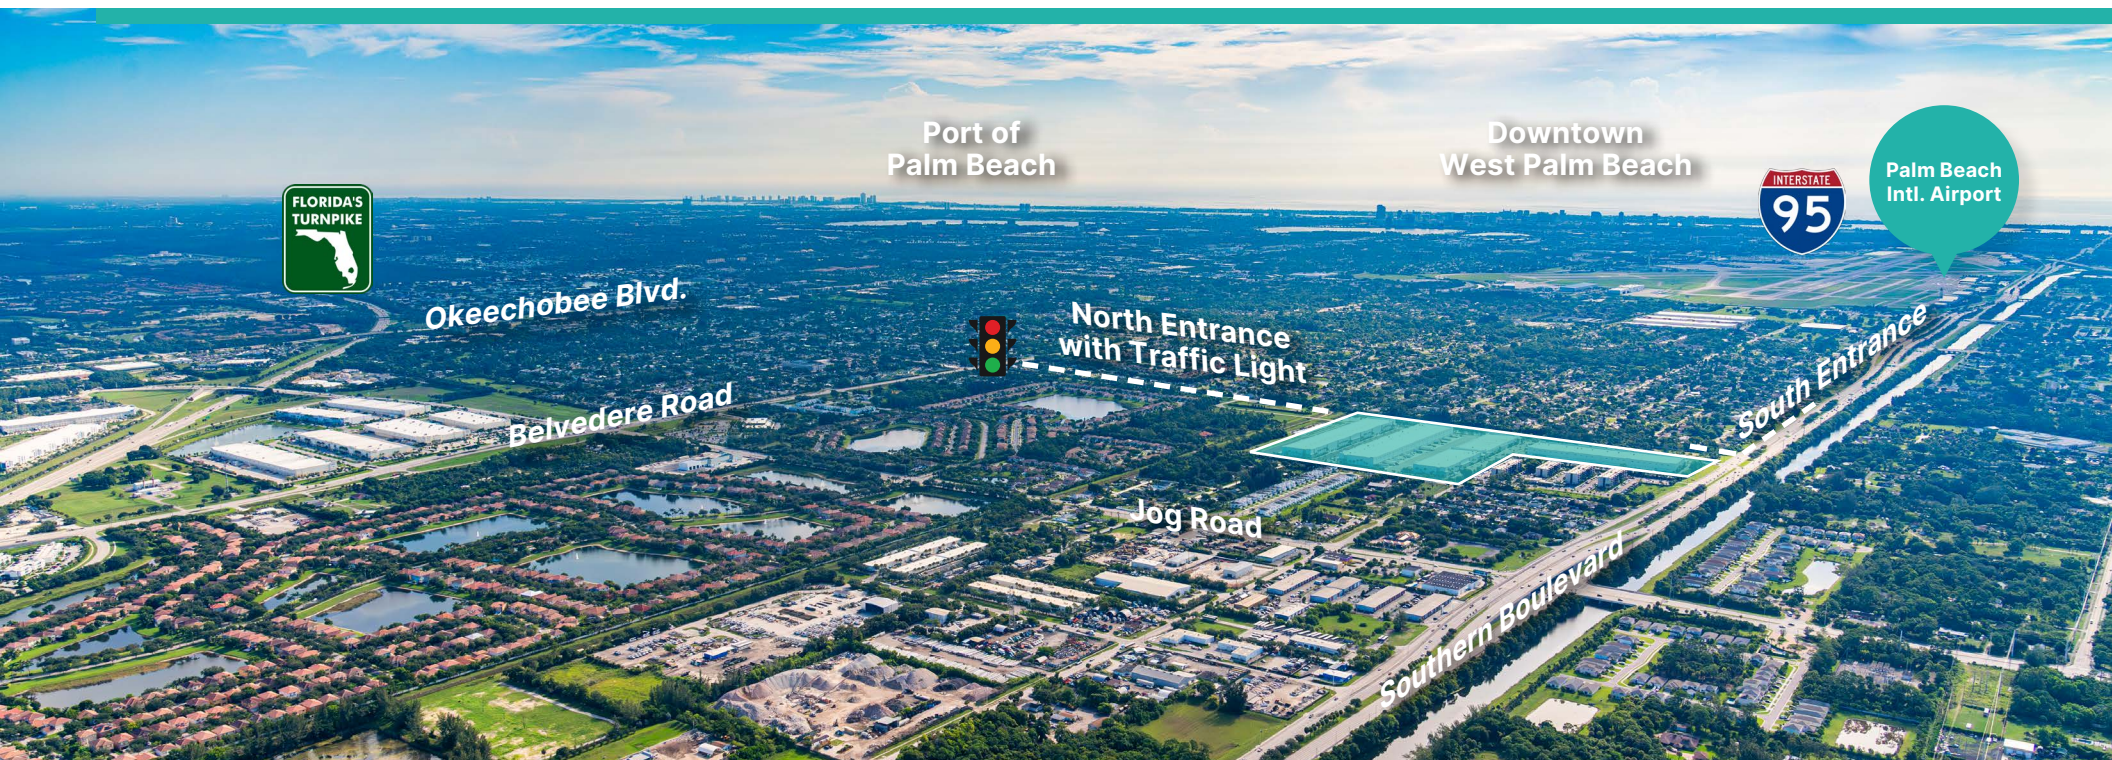 Port of
Palm Beach
Downtown
West Palm Beach
INTERSTATE
95
Palm Beach
Intl. Airport
FLORIDA'S
TURNPIKE
Okeechobee Blvd.
North Entrance
with Traffic Light
South Entrance
Belvedere Road
Jog Road
Southern Boulevard